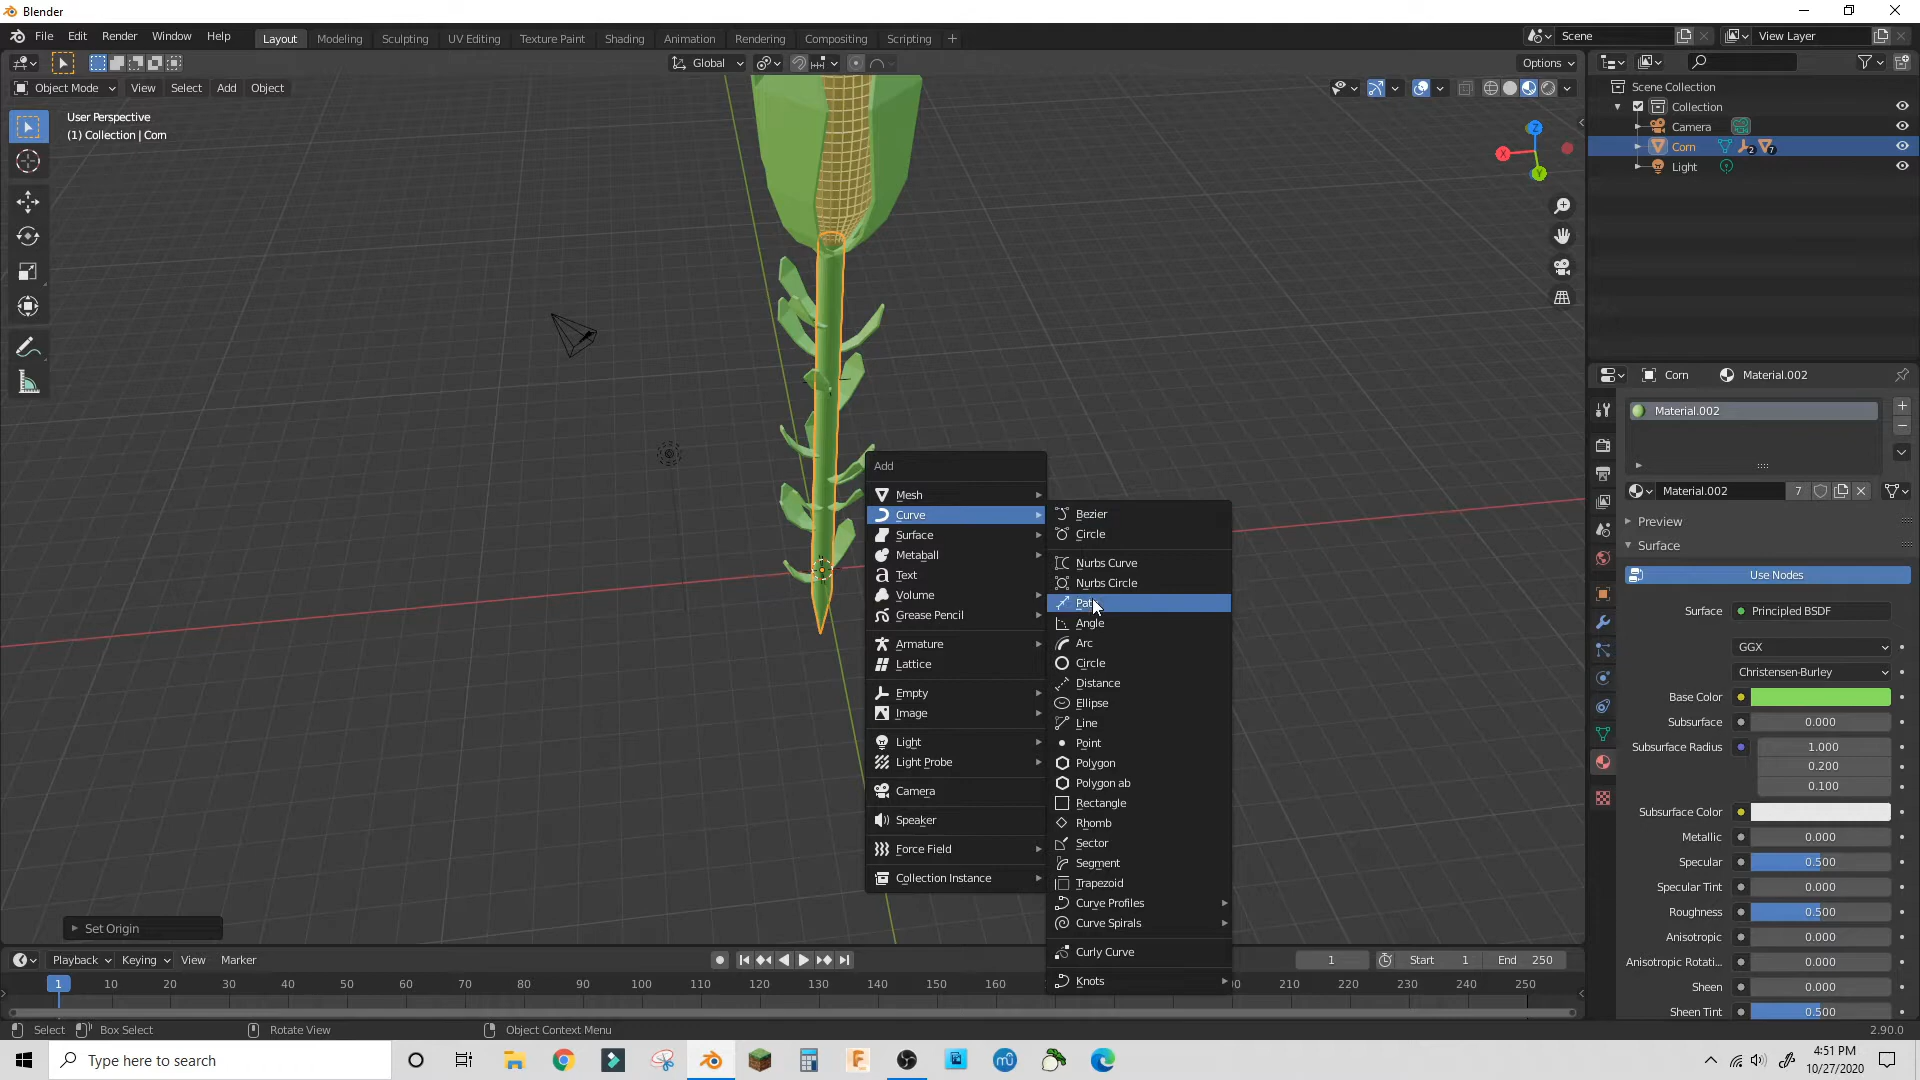 Blender
File Edit Render Window Help
Layout Modeling Sculpting UV Editing Texture Paint Shading Animation Rendering Compositing Scripting
Scene
View Layer
Global
Options
Object Mode View Select Add Object
User Perspective
(1) Collection | Corn
X
Z
Scene Collection
Collection
Camera
Corn
2
7
Light
Corn
Material.002
Material.002
Material.002
7
Preview
Surface
Use Nodes
Surface
Principled BSDF
GGX
Christensen-Burley
Base Color
Subsurface
0.000
Subsurface Radius
1.000
0.200
0.100
Subsurface Color
Metallic
0.000
Specular
0.500
Specular Tint
0.000
Roughness
0.500
Anisotropic
0.000
Anisotropic Rotati...
0.000
Sheen
0.000
Sheen Tint
0.500
Add
Mesh
Curve
Surface
Metaball
Text
Volume
Grease Pencil
Armature
Lattice
Empty
Image
Light
Light Probe
Camera
Speaker
Force Field
Collection Instance
Bezier
Circle
Nurbs Curve
Nurbs Circle
Angle
Arc
Circle
Distance
Ellipse
Line
Point
Polygon
Polygon ab
Rectangle
Rhomb
Sector
Segment
Trapezoid
Curve Profiles
Curve Spirals
Curly Curve
Knots
Set Origin
Playback Keying View Marker
1
Start 1
End 250
1 10 20 30 40 50 60 70 80 90 100 110 120 130 140 150 160 210 220 230 240 250
Select Box Select Rotate View Object Context Menu
2.90.0
Type here to search
4:51 PM
10/27/2020